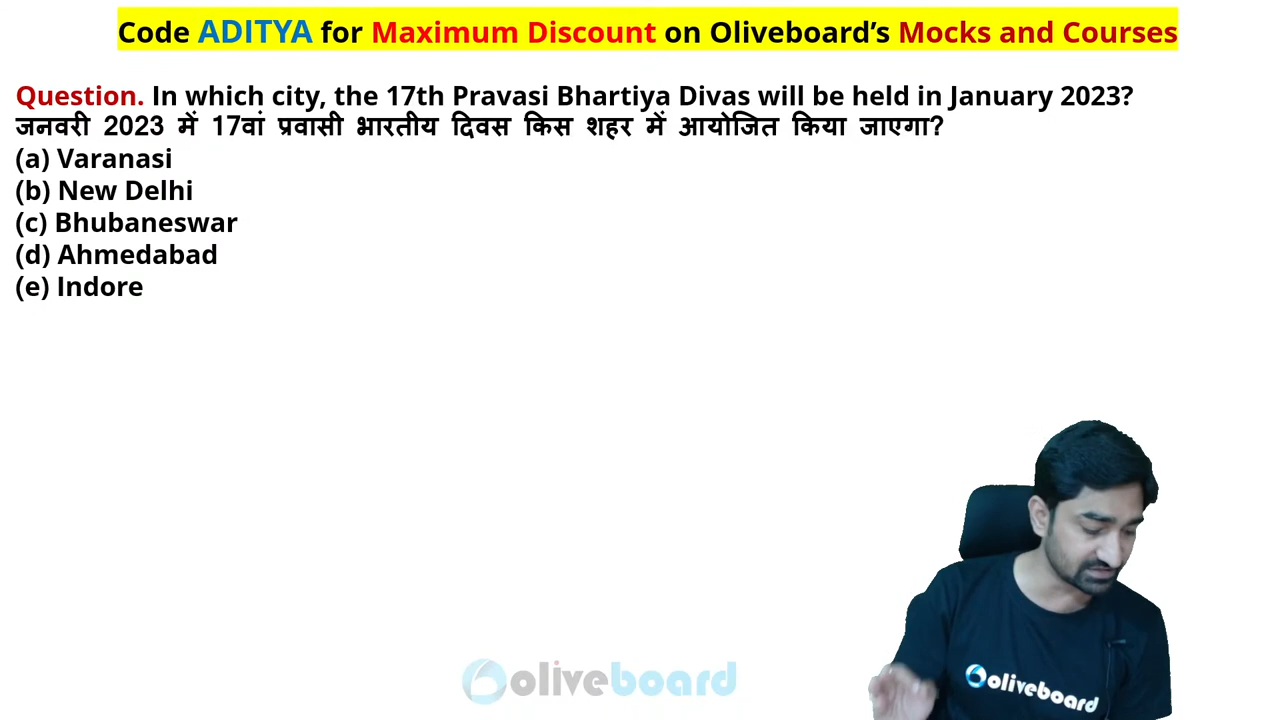 Code ADITYA for Maximum Discount on Oliveboard’s Mocks and Courses
Question. In which city, the 17th Pravasi Bhartiya Divas will be held in January 2023?
जनवरी 2023 में 17वां प्रवासी भारतीय दिवस किस शहर में आयोजित किया जाएगा?
(a) Varanasi
(b) New Delhi
(c) Bhubaneswar
(d) Ahmedabad
(e) Indore
oliveboard
oliveboard